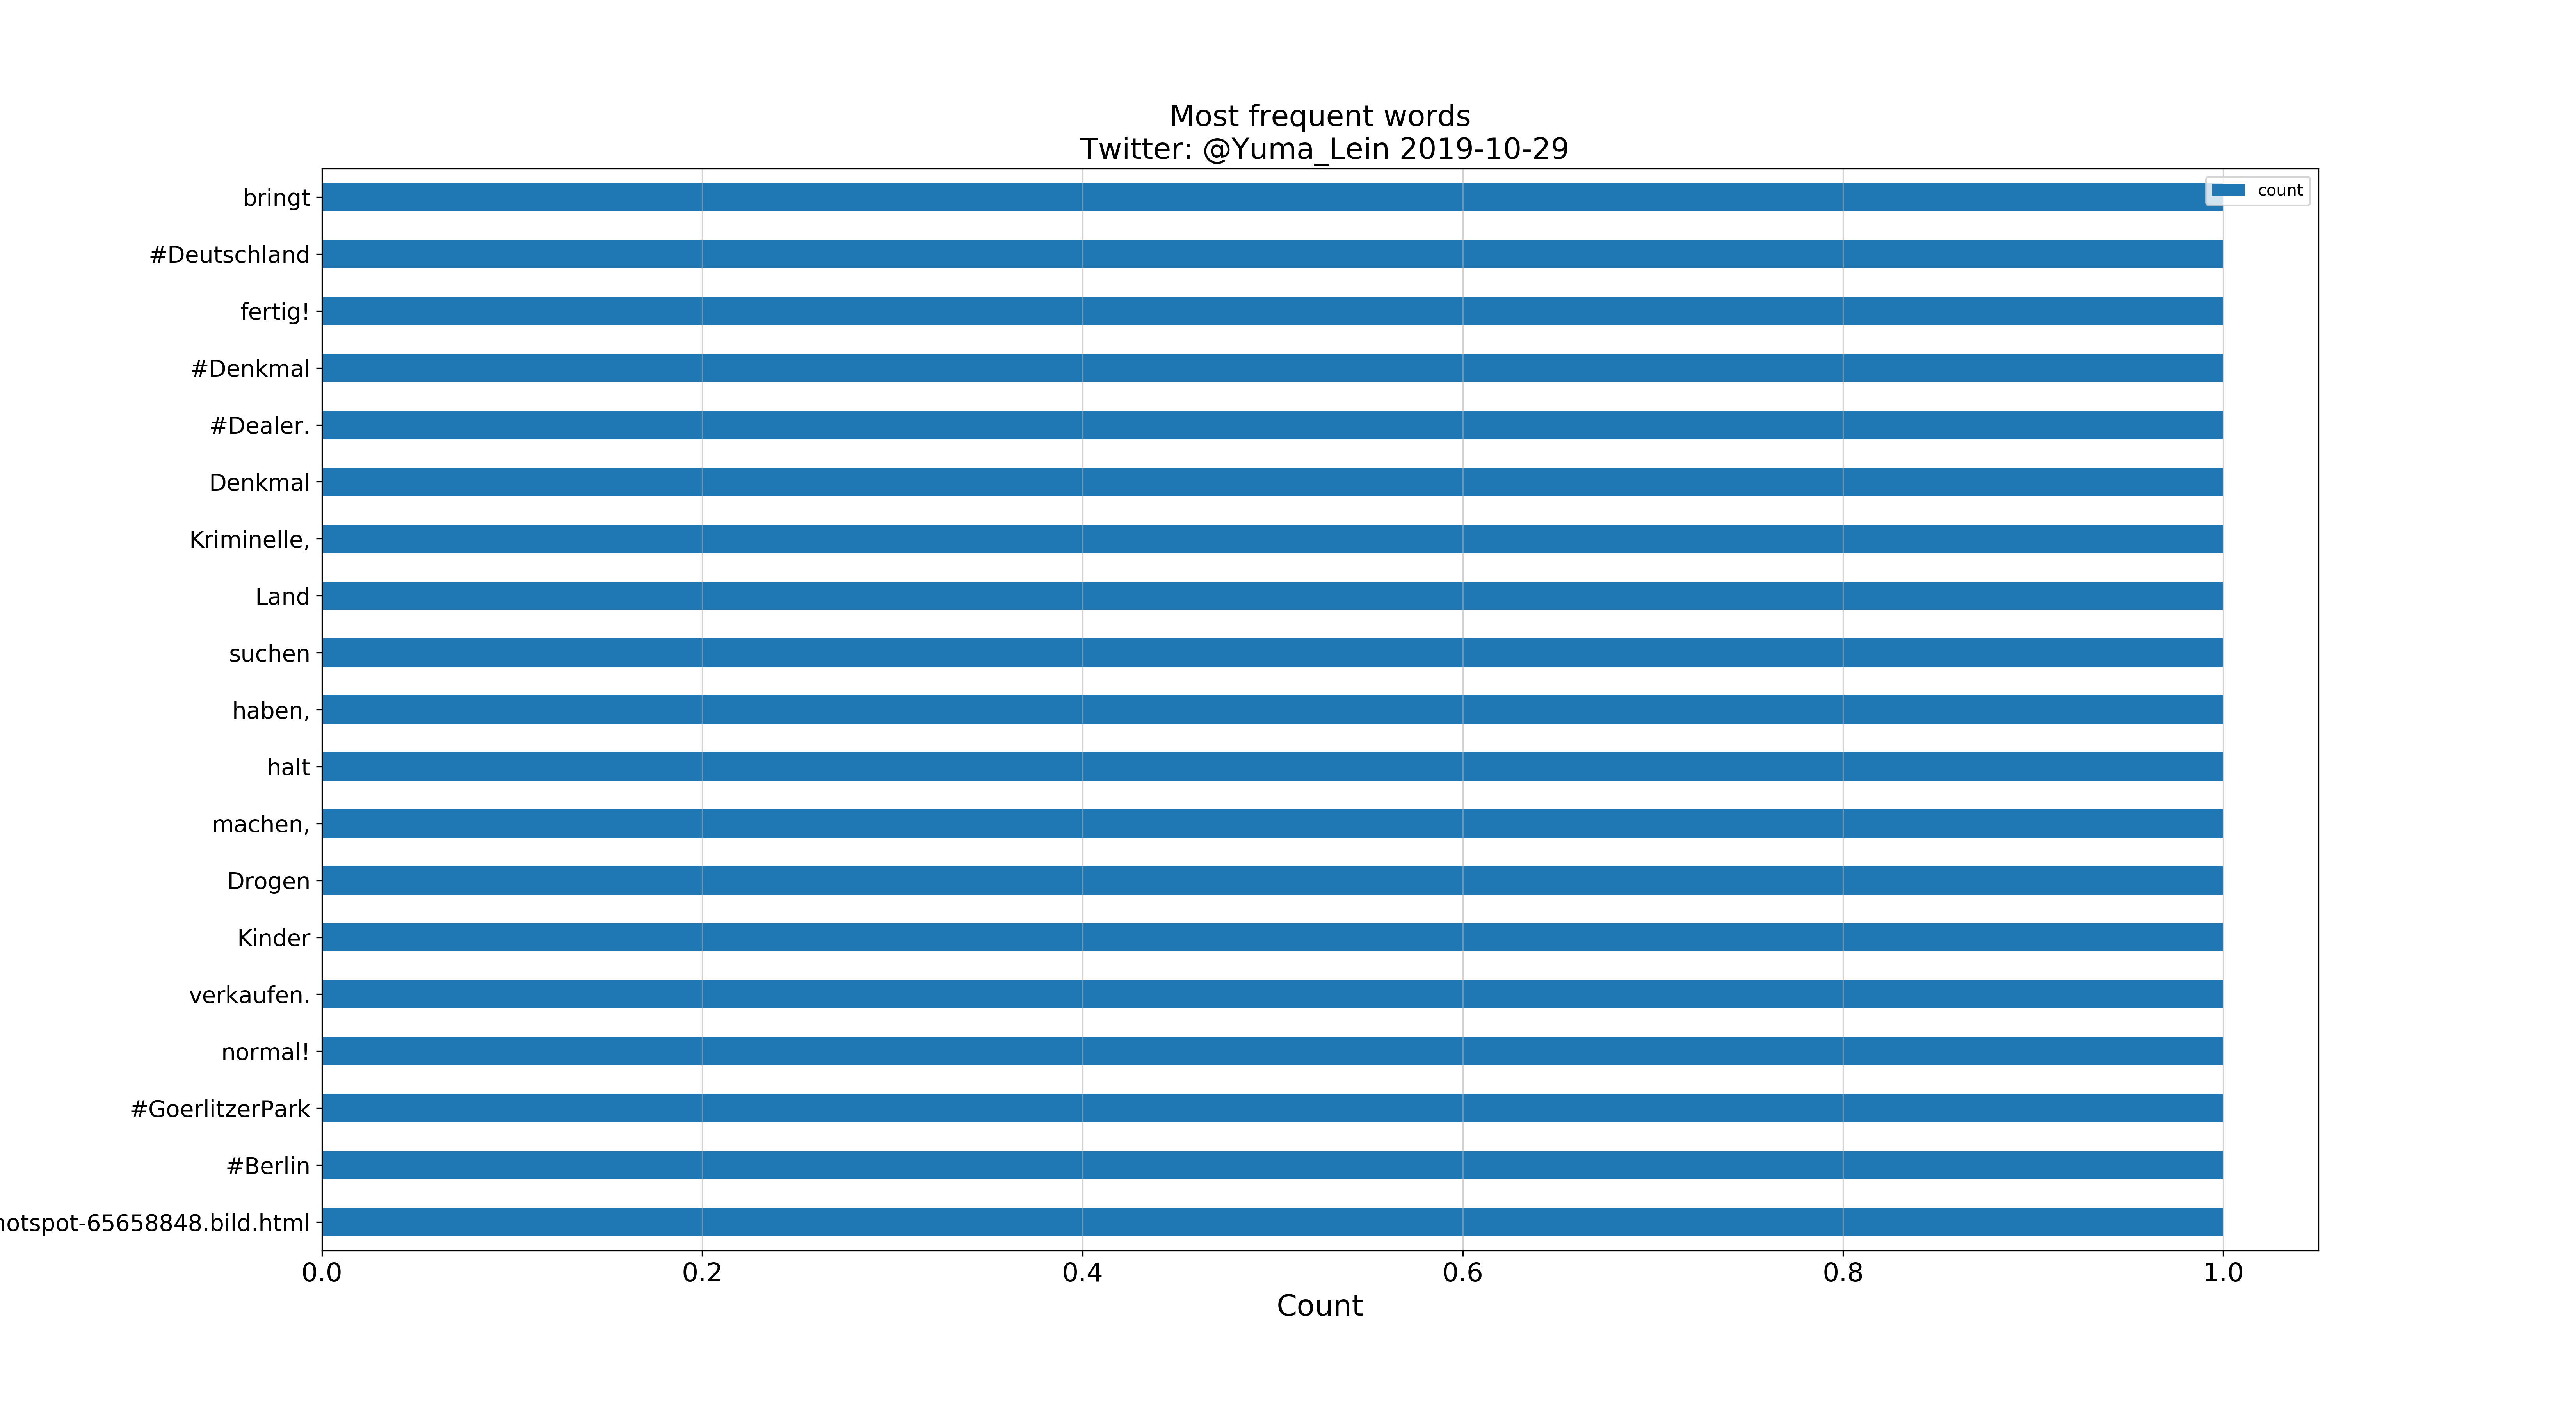 Most frequent words
Twitter: @Yuma_Lein 2019-10-29
count
bringt
#Deutschland
fertig!
#Denkmal
#Dealer.
Denkmal
Kriminelle,
Land
suchen
haben,
halt
machen,
Drogen
Kinder
verkaufen.
normal!
#GoerlitzerPark
#Berlin
hotspot-65658848.bild.html
0.0 0.2 0.4 0.6 0.8 1.0
Count